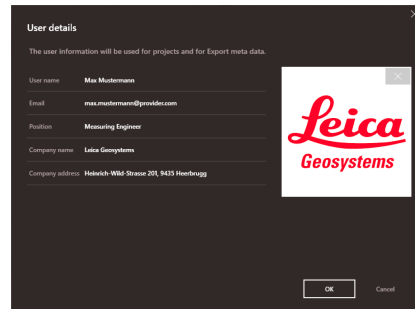 User details
The user information will be used for projects and for Export meta data.
User name Max Mustermann
Email max.mustermann@provider.com
Position Measuring Engineer
Company name Leica Geosystems
Company address Heinrich-Wild-Strasse 201, 9435 Heerbrugg
Leica
Geosystems
OK Cancel